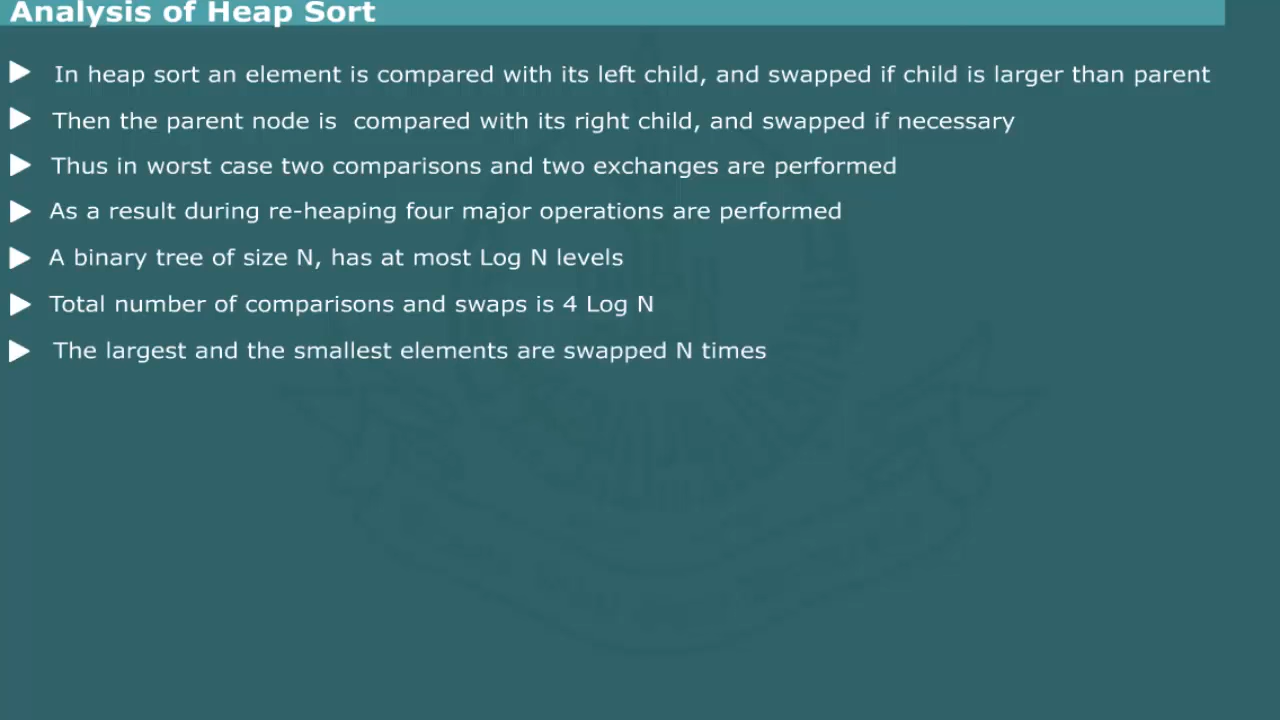 Analysis of Heap Sort
In heap sort an element is compared with its left child, and swapped if child is larger than parent
Then the parent node is compared with its right child, and swapped if necessary
Thus in worst case two comparisons and two exchanges are performed
As a result during re-heaping four major operations are performed
A binary tree of size N, has at most Log N levels
Total number of comparisons and swaps is 4 Log N
The largest and the smallest elements are swapped N times